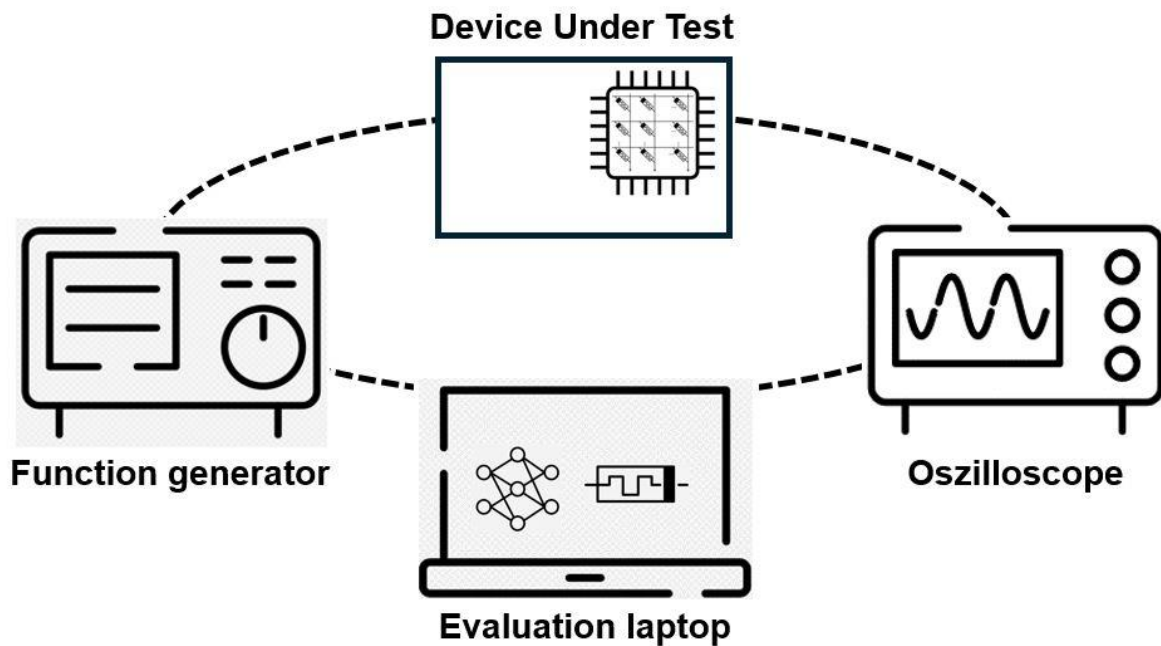 Device Under Test
Function generator
Oszilloscope
Evaluation laptop